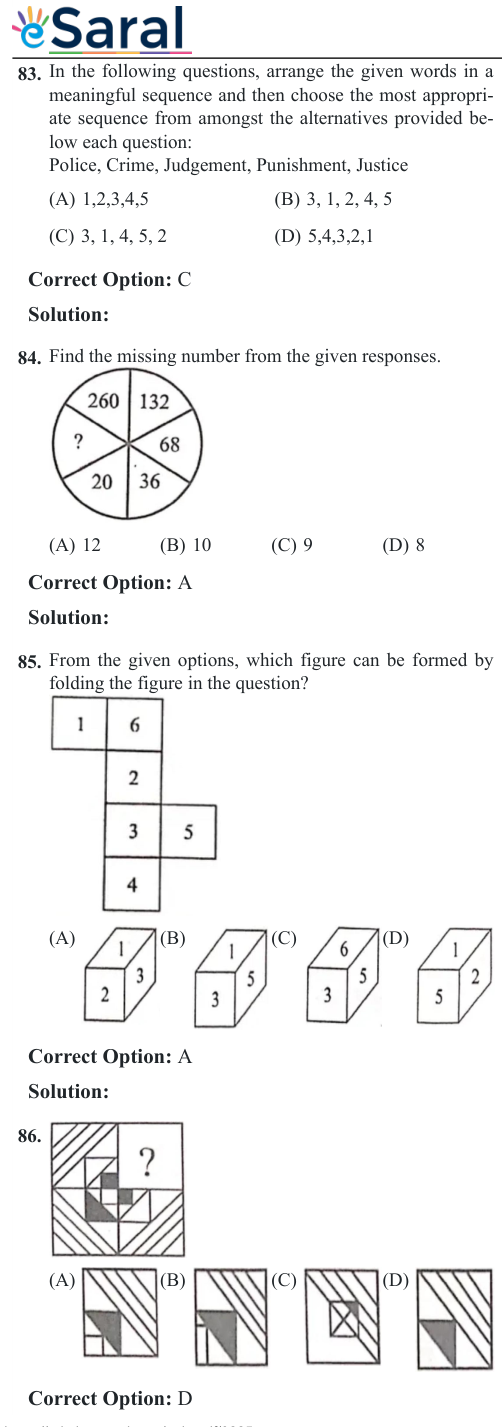 eSaral
83. In the following questions, arrange the given words in a
meaningful sequence and then choose the most appropri-
ate sequence from amongst the alternatives provided be-
low each question:
Police, Crime, Judgement, Punishment, Justice
(A) 1,2,3,4,5 (B) 3, 1, 2, 4, 5
(C) 3, 1, 4, 5, 2 (D) 5,4,3,2,1
Correct Option: C
Solution:
84. Find the missing number from the given responses.
260 132
? 68
20 36
(A) 12 (B) 10 (C) 9 (D) 8
Correct Option: A
Solution:
85. From the given options, which figure can be formed by
folding the figure in the question?
1 6
2
3 5
4
(A) 1 2 3 (B) 1 3 5 (C) 6 3 5 (D) 1 5 2
Correct Option: A
Solution:
86.
?
(A) (B) (C) (D)
Correct Option: D